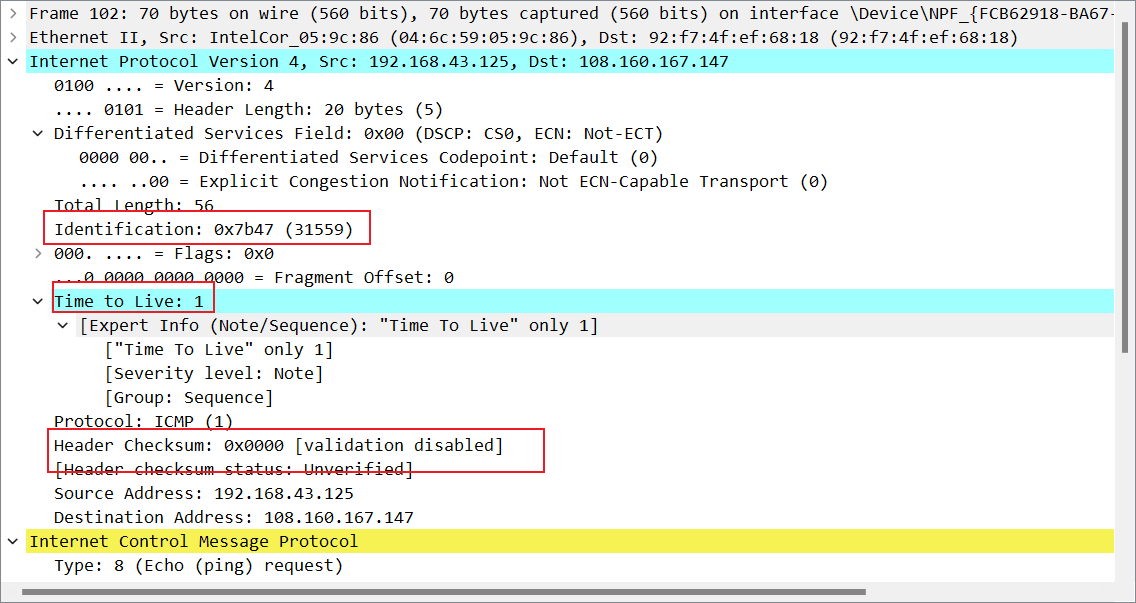 Frame 102: 70 bytes on wire (560 bits), 70 bytes captured (560 bits) on interface \Device\NPF_{FCB62918-BA67-
Ethernet II, Src: IntelCor_05:9c:86 (04:6c:59:05:9c:86), Dst: 92:f7:4f:ef:68:18 (92:f7:4f:ef:68:18)
Internet Protocol Version 4, Src: 192.168.43.125, Dst: 108.160.167.147
0100 .... = Version: 4
.... 0101 = Header Length: 20 bytes (5)
Differentiated Services Field: 0x00 (DSCP: CS0, ECN: Not-ECT)
0000 00.. = Differentiated Services Codepoint: Default (0)
.... ..00 = Explicit Congestion Notification: Not ECN-Capable Transport (0)
Total Length: 56
Identification: 0x7b47 (31559)
000. .... = Flags: 0x0
...0 0000 0000 0000 = Fragment Offset: 0
Time to Live: 1
[Expert Info (Note/Sequence): "Time To Live" only 1]
["Time To Live" only 1]
[Severity level: Note]
[Group: Sequence]
Protocol: ICMP (1)
Header Checksum: 0x0000 [validation disabled]
[Header checksum status: Unverified]
Source Address: 192.168.43.125
Destination Address: 108.160.167.147
Internet Control Message Protocol
Type: 8 (Echo (ping) request)